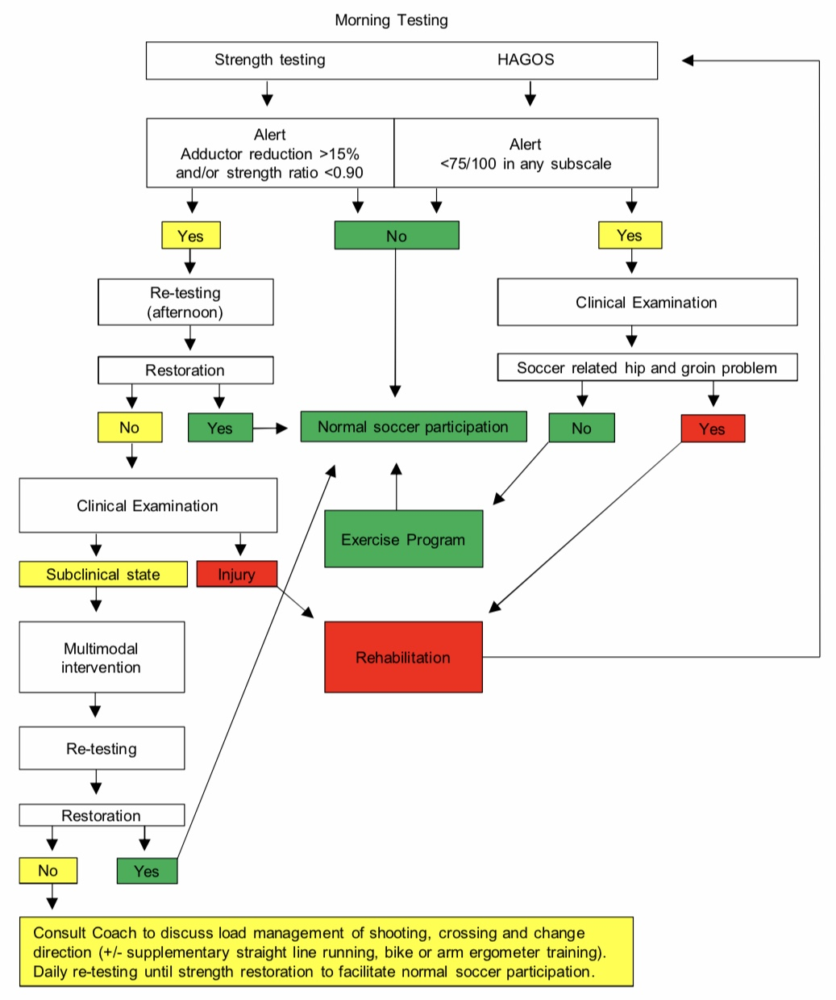 Morning Testing
Strength testing
HAGOS
Alert
Adductor reduction >15%
and/or strength ratio <0.90
Alert
<75/100 in any subscale
Yes
No
Yes
Re-testing
(afternoon)
Clinical Examination
Restoration
Soccer related hip and groin problem
No
Yes
Normal soccer participation
No
Yes
Clinical Examination
Exercise Program
Subclinical state
Injury
Multimodal
intervention
Rehabilitation
Re-testing
Restoration
No
Yes
Consult Coach to discuss load management of shooting, crossing and change
direction (+/- supplementary straight line running, bike or arm ergometer training).
Daily re-testing until strength restoration to facilitate normal soccer participation.